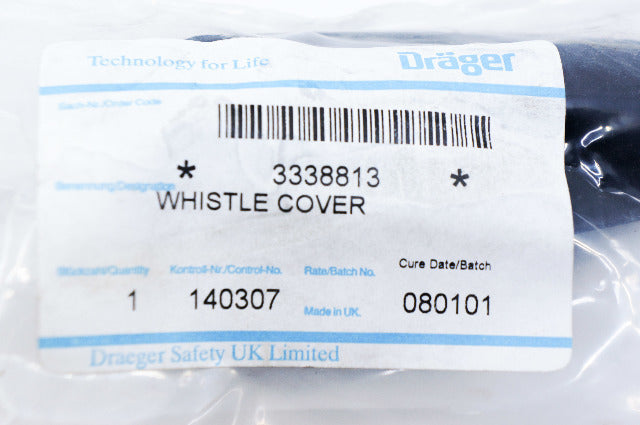 Technology for Life
Dräger
Sach-Nr./Order Code
* 3338813 *
Benennung/Designation
WHISTLE COVER
Stückzahl/Quantity
Kontroll-Nr./Control-No.
Rate/Batch No.
Cure Date/Batch
1
140307
Made in UK.
080101
Draeger Safety UK Limited